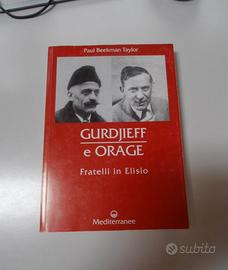 Paul Beekman Taylor
GURDJIEFF
e ORAGE
Fratelli in Elisio
Mediterranee
subito